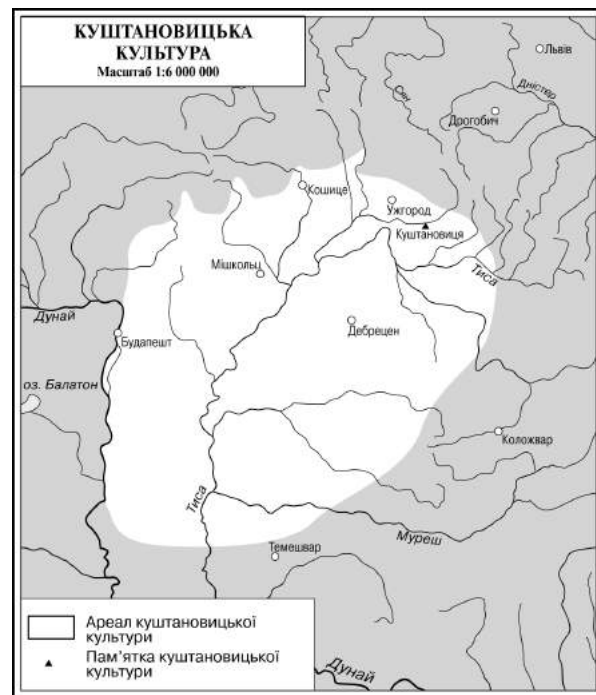 КУШТАНОВИЦЬКА
КУЛЬТУРА
Масштаб 1:6 000 000
Львів
Сян
Дністер
Дрогобич
Кошице
Ужгород
Куштановиця
Мішкольц
Тиса
Дунай
Дебрецен
Будапешт
оз. Балатон
Коложвар
Тиса
Муреш
Темешвар
Ареал куштановицької
культури
Пам’ятка куштановицької
культури
Дунай